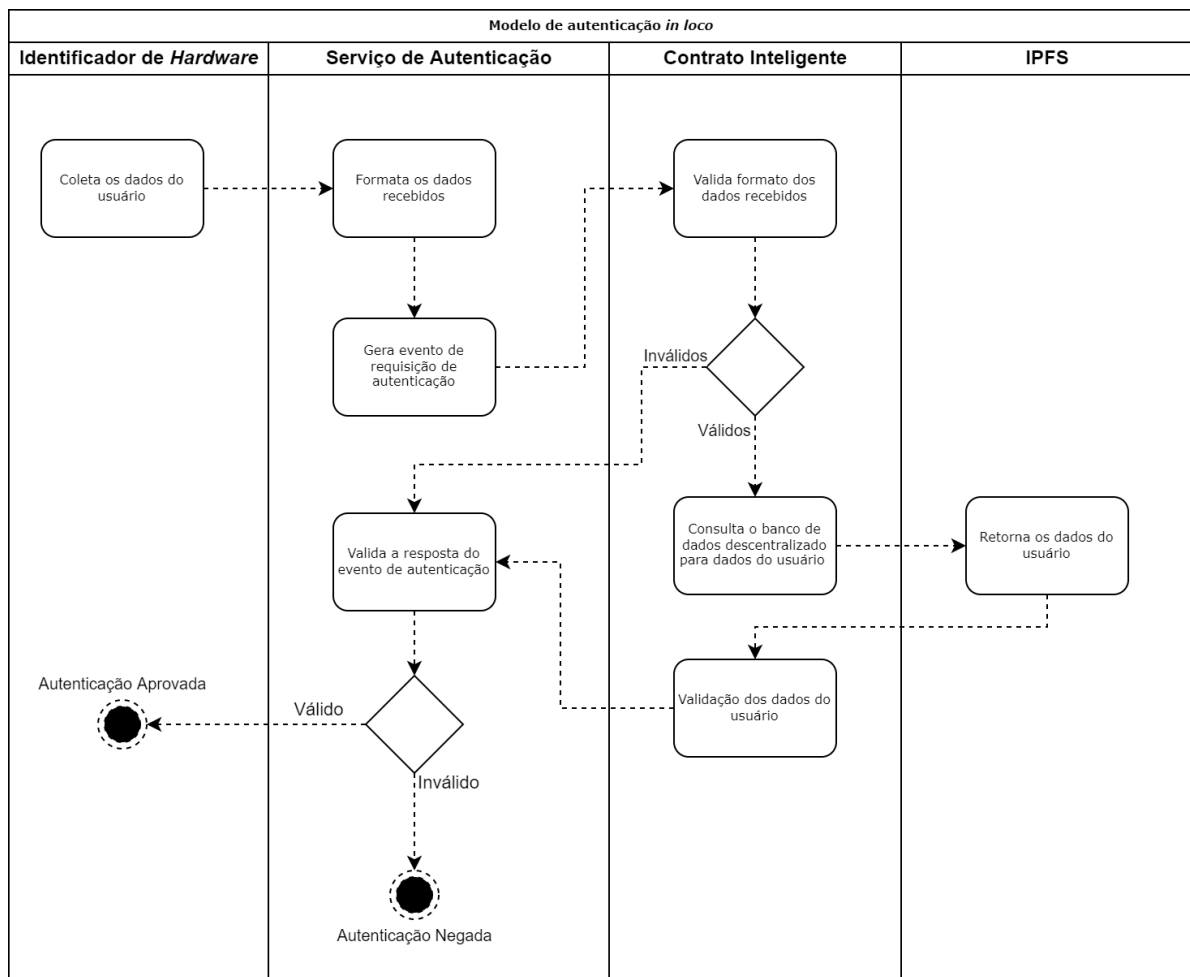 Modelo de autenticação in loco
Identificador de Hardware
Serviço de Autenticação
Contrato Inteligente
IPFS
Coleta os dados do
usuário
Formata os dados
recebidos
Valida formato dos
dados recebidos
Gera evento de
requisição de
autenticação
Inválidos
Válidos
Valida a resposta do
evento de autenticação
Consulta o banco de
dados descentralizado
para dados do usuário
Retorna os dados do
usuário
Validação dos dados do
usuário
Autenticação Aprovada
Válido
Inválido
Autenticação Negada